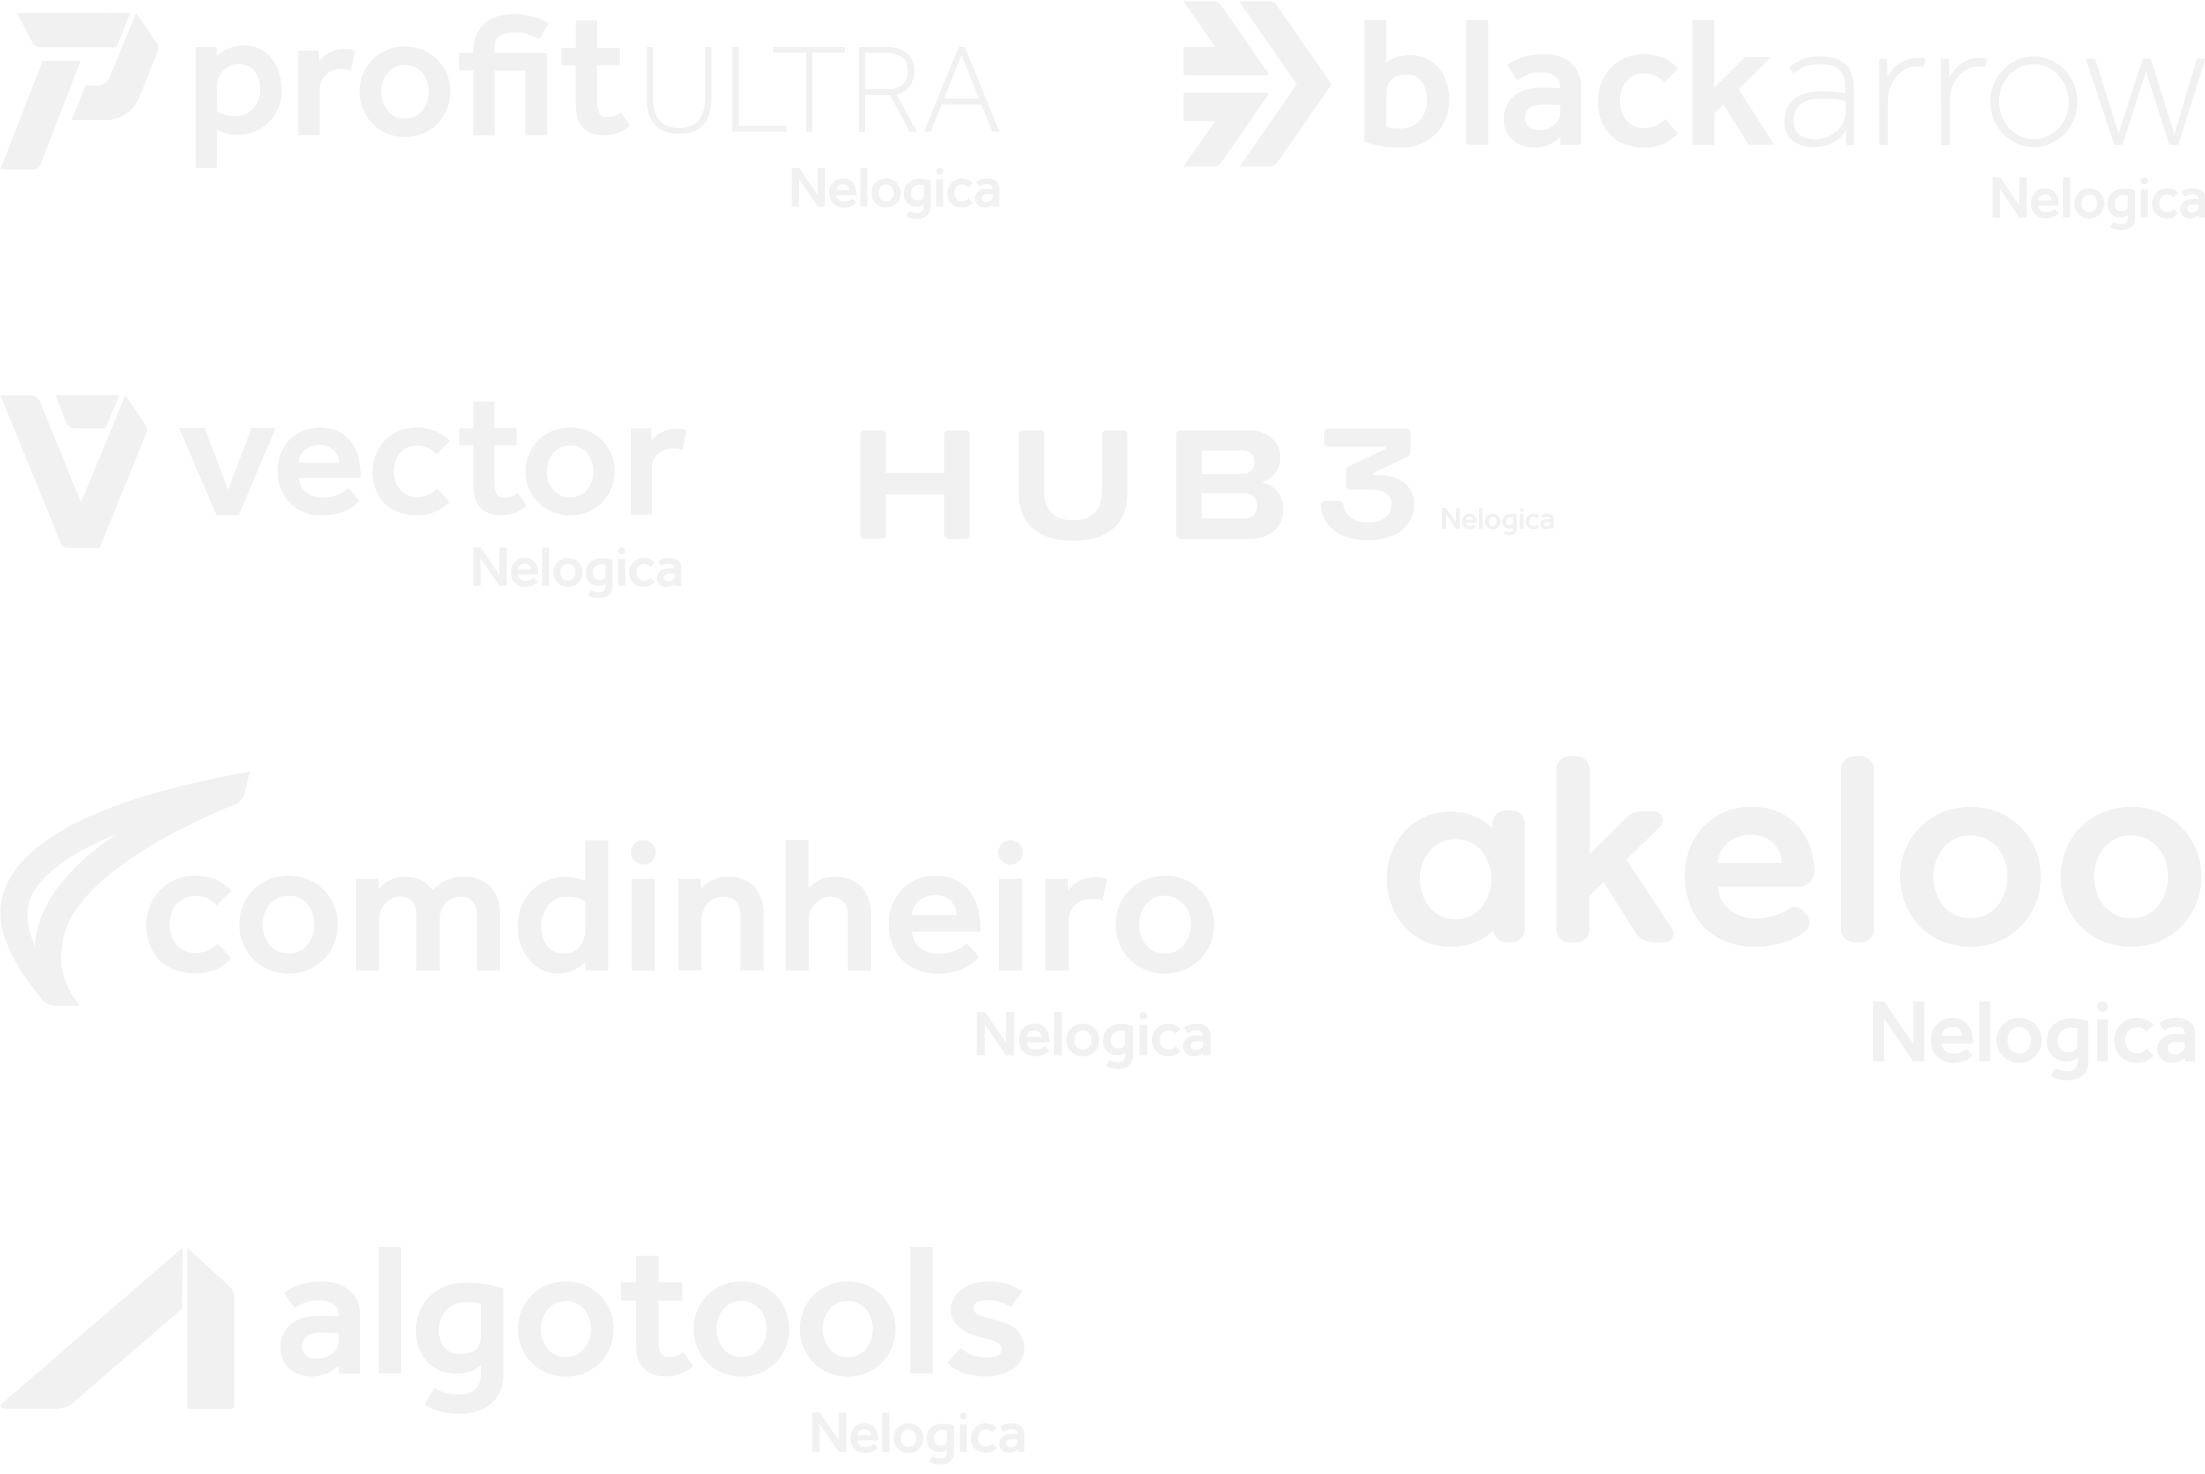 profitULTRA
Nelogica
blackarrow
Nelogica
vector
Nelogica
HUB3
Nelogica
comdinheiro
Nelogica
akeloo
Nelogica
algotools
Nelogica